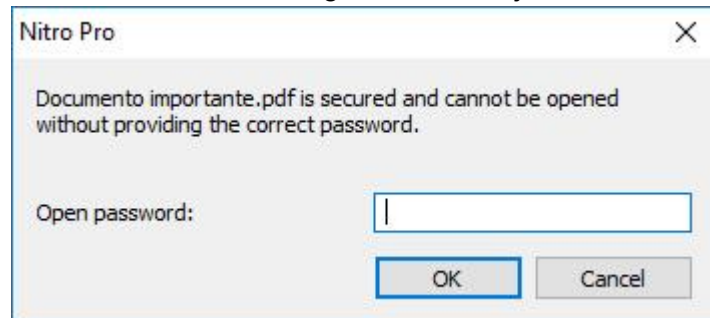 Nitro Pro
Documento importante.pdf is secured and cannot be opened
without providing the correct password.
Open password:
OK Cancel